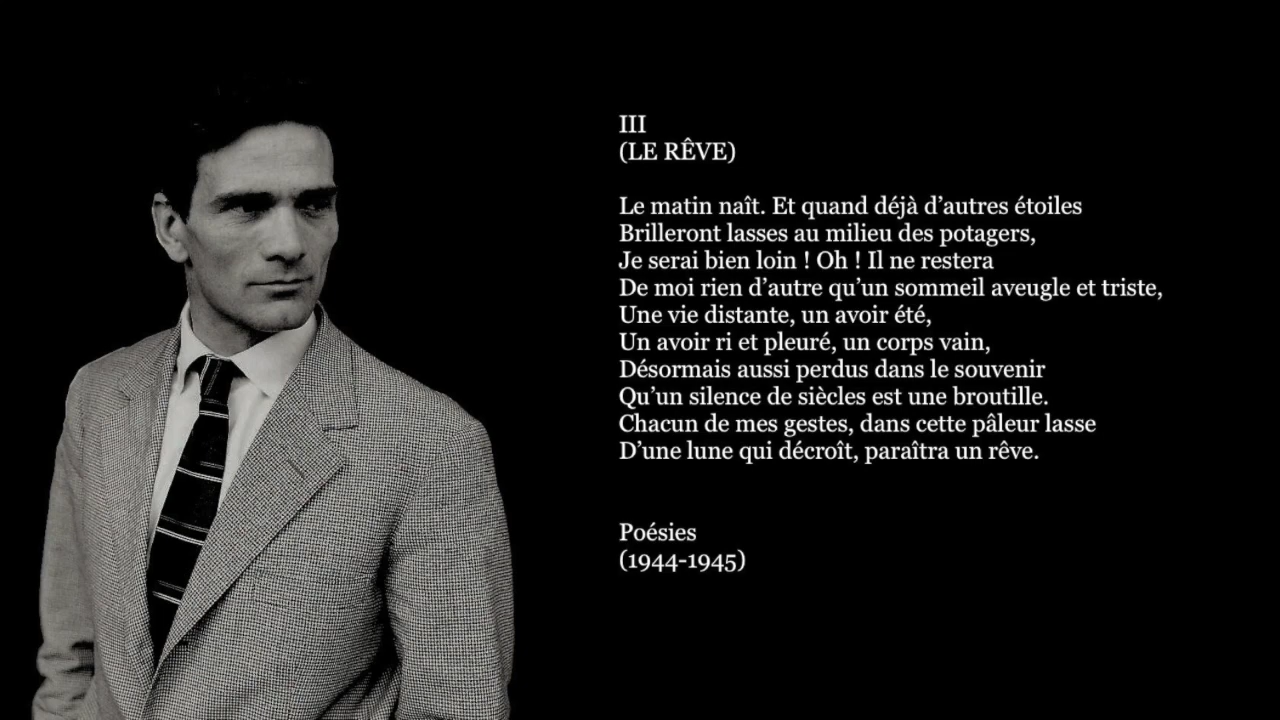 III
(LE RÊVE)
Le matin naît. Et quand déjà d’autres étoiles
Brilleront lasses au milieu des potagers,
Je serai bien loin ! Oh ! Il ne restera
De moi rien d’autre qu’un sommeil aveugle et triste,
Une vie distante, un avoir été,
Un avoir ri et pleuré, un corps vain,
Désormais aussi perdus dans le souvenir
Qu’un silence de siècles est une broutille.
Chacun de mes gestes, dans cette pâleur lasse
D’une lune qui décroît, paraîtra un rêve.
Poésies
(1944-1945)